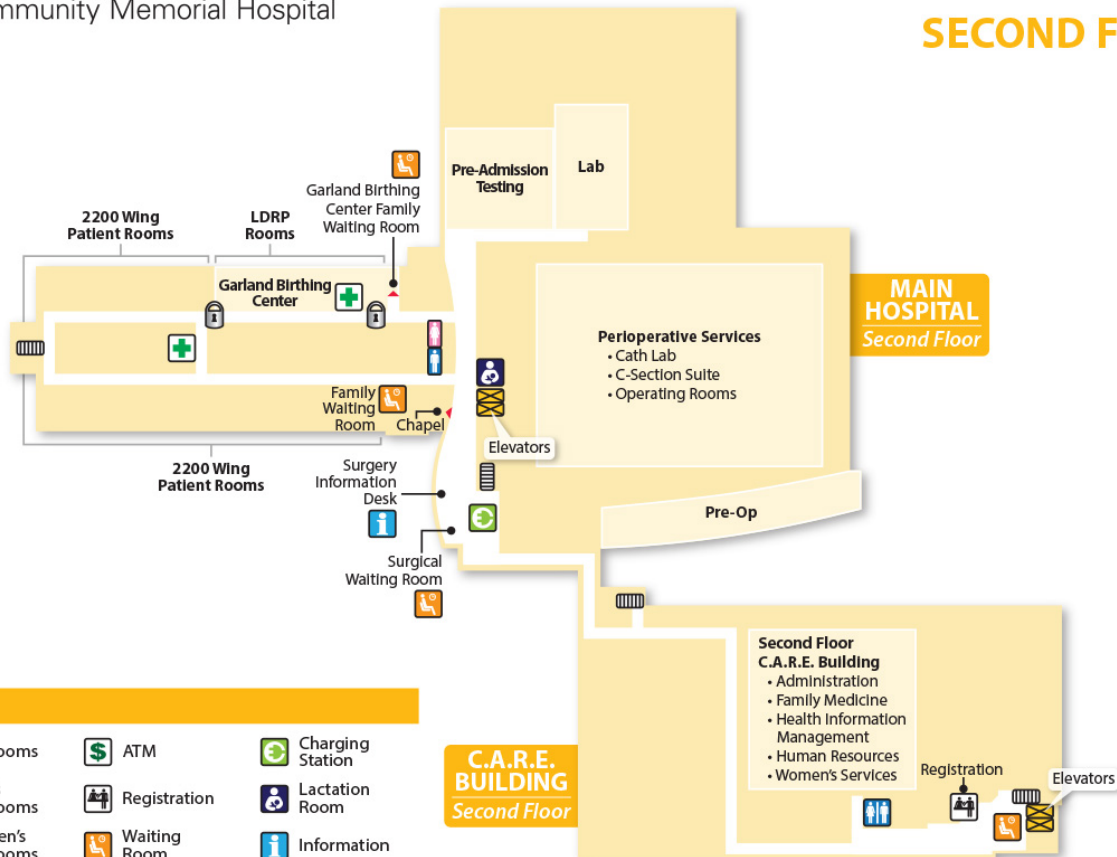 mmunity Memorial Hospital
SECOND F
Pre-Admission
Testing
Lab
Garland Birthing
Center Family
Waiting Room
2200 Wing
Patient Rooms
LDRP
Rooms
Garland Birthing
Center
MAIN
HOSPITAL
Second Floor
Perioperative Services
• Cath Lab
• C-Section Suite
• Operating Rooms
Family
Waiting
Room
Chapel
Elevators
2200 Wing
Patient Rooms
Surgery
Information
Desk
Pre-Op
Surgical
Waiting Room
Second Floor
C.A.R.E. Building
• Administration
• Family Medicine
• Health Information
Management
• Human Resources
• Women's Services
Registration
Elevators
C.A.R.E.
BUILDING
Second Floor
ooms
$ ATM
Charging
Station
ooms
Registration
Lactation
Room
en's
ooms
Waiting
Room
i Information